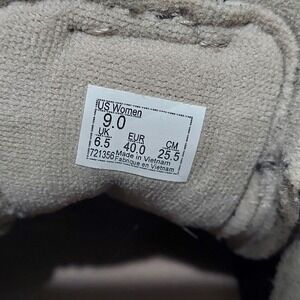 US Women
9.0
UK EUR CM
6.5 40.0 25.5
721356 Made in Vietnam
Fabriqué en Vietnam